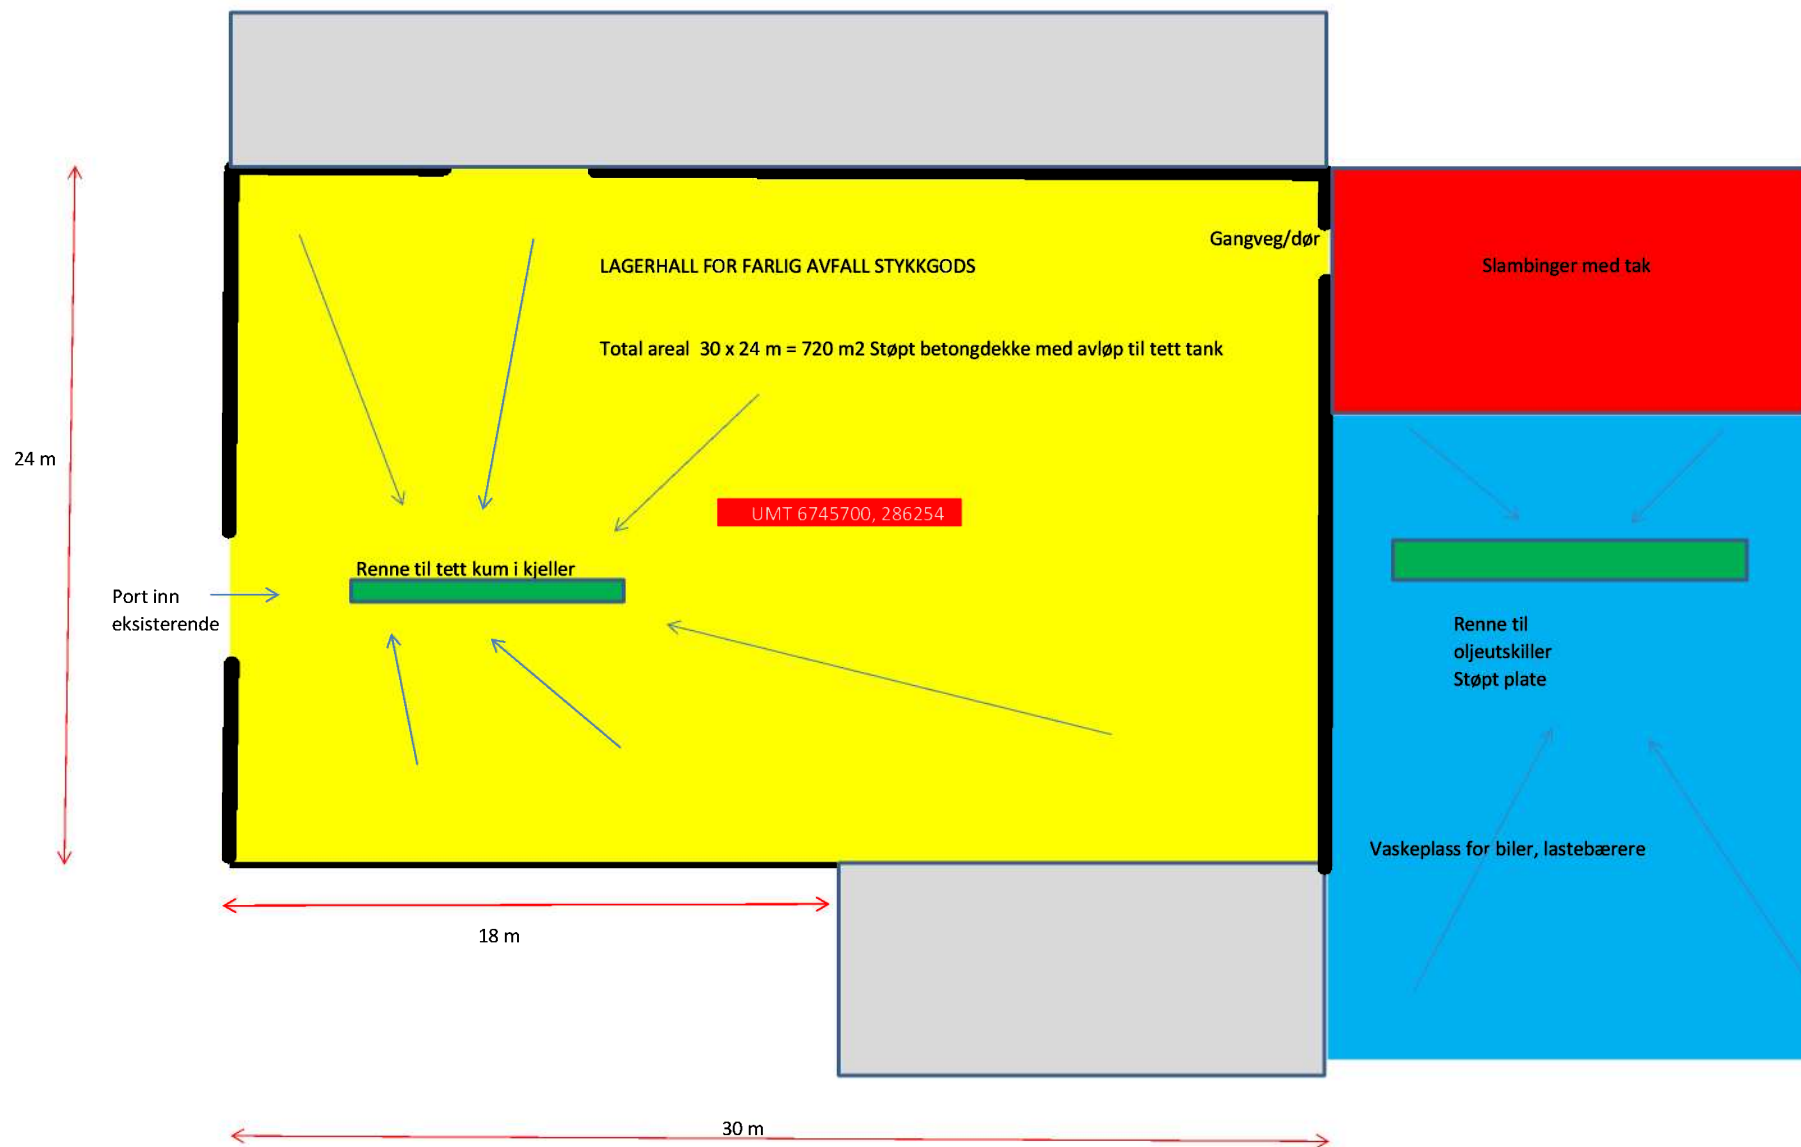 Gangveg/dør
LAGERHALL FOR FARLIG AVFALL STYKKGODS
Slambinger med tak
Total areal  30 x 24 m = 720 m2 Støpt betongdekke med avløp til tett tank
24 m
UMT 6745700, 286254
Renne til tett kum i kjeller
Port inn
eksisterende
Renne til
oljeutskiller
Støpt plate
Vaskeplass for biler, lastebærere
18 m
30 m